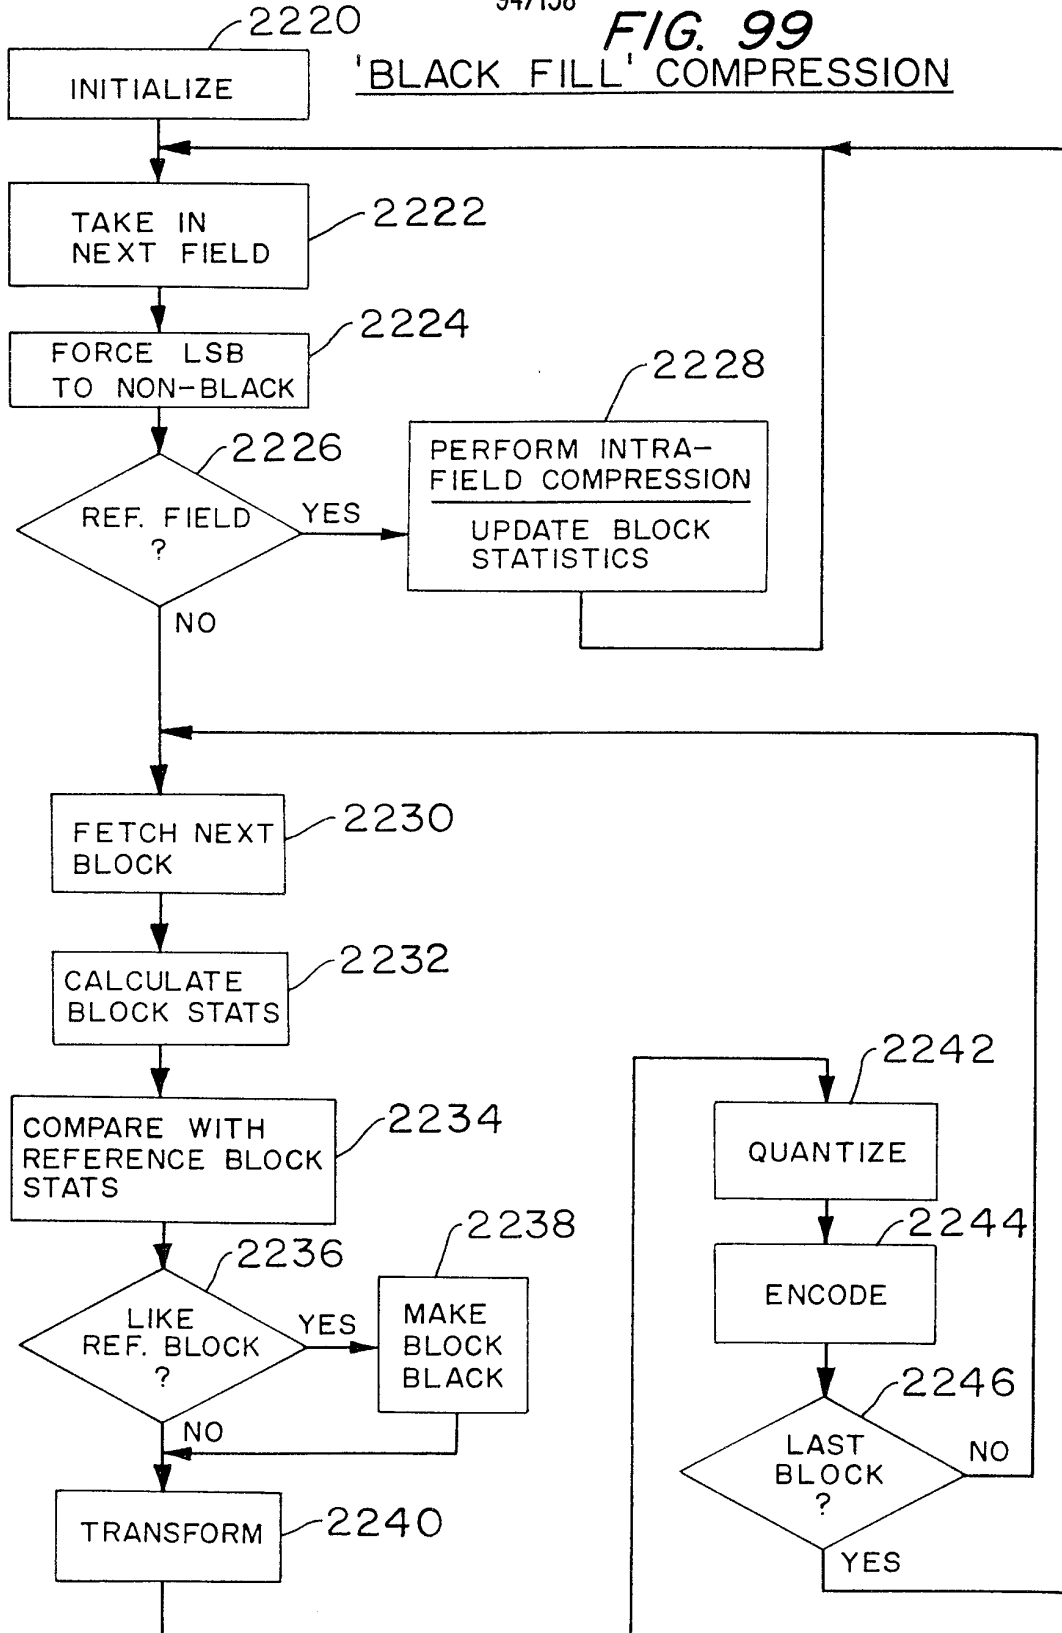 94/138
FIG. 99
'BLACK FILL' COMPRESSION
2220
INITIALIZE
2222
TAKE IN
NEXT FIELD
2224
FORCE LSB
TO NON-BLACK
2226
REF. FIELD
?
YES
NO
2228
PERFORM INTRA-
FIELD COMPRESSION
UPDATE BLOCK
STATISTICS
2230
FETCH NEXT
BLOCK
2232
CALCULATE
BLOCK STATS
2234
COMPARE WITH
REFERENCE BLOCK
STATS
2236
LIKE
REF. BLOCK
?
YES
NO
2238
MAKE
BLOCK
BLACK
2240
TRANSFORM
2242
QUANTIZE
2244
ENCODE
2246
LAST
BLOCK
?
NO
YES